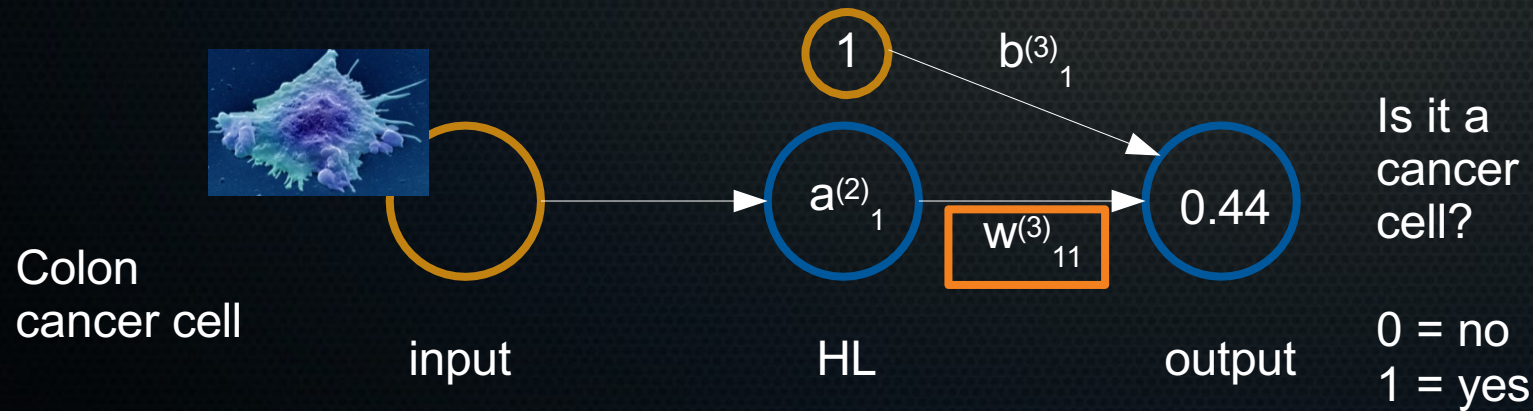 1
b(3)1
Is it a
cancer
cell?
a(2)1
w(3)11
0.44
Colon
cancer cell
0 = no
1 = yes
input
HL
output